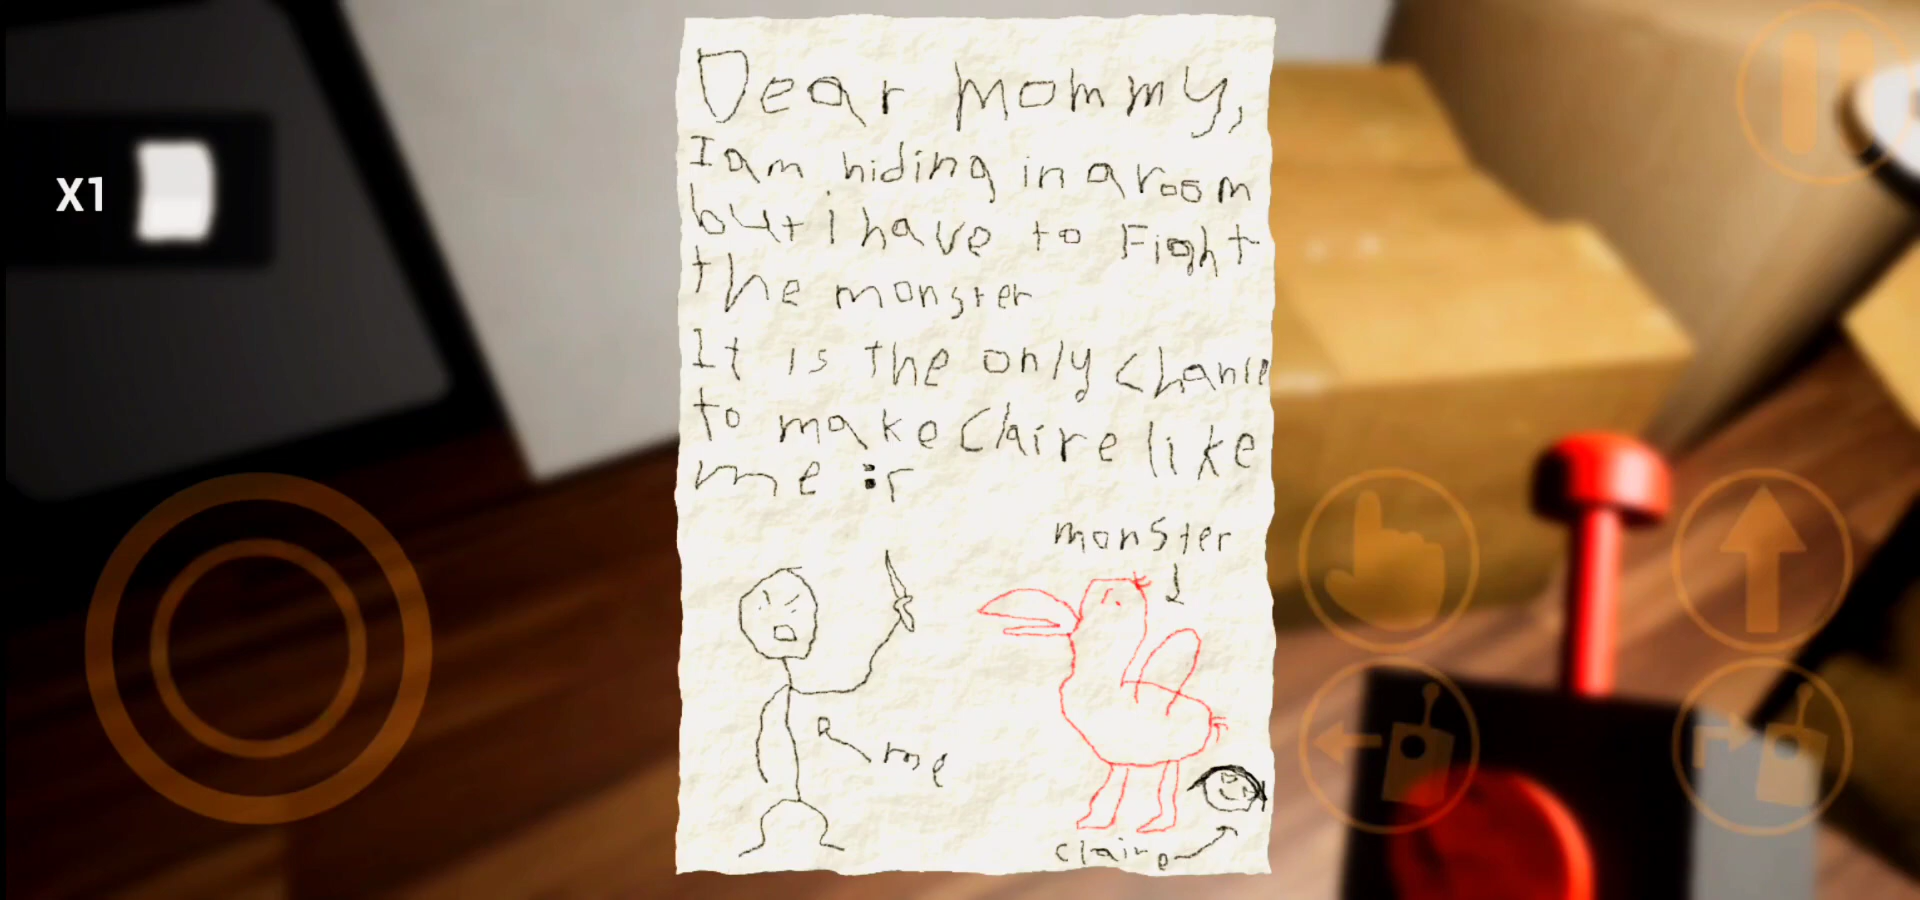 X1
Dear mommy,
I am hiding in a room
but i have to Fight
the monster
It is the only chance
to make Claire like
me :r
monster
me
claire